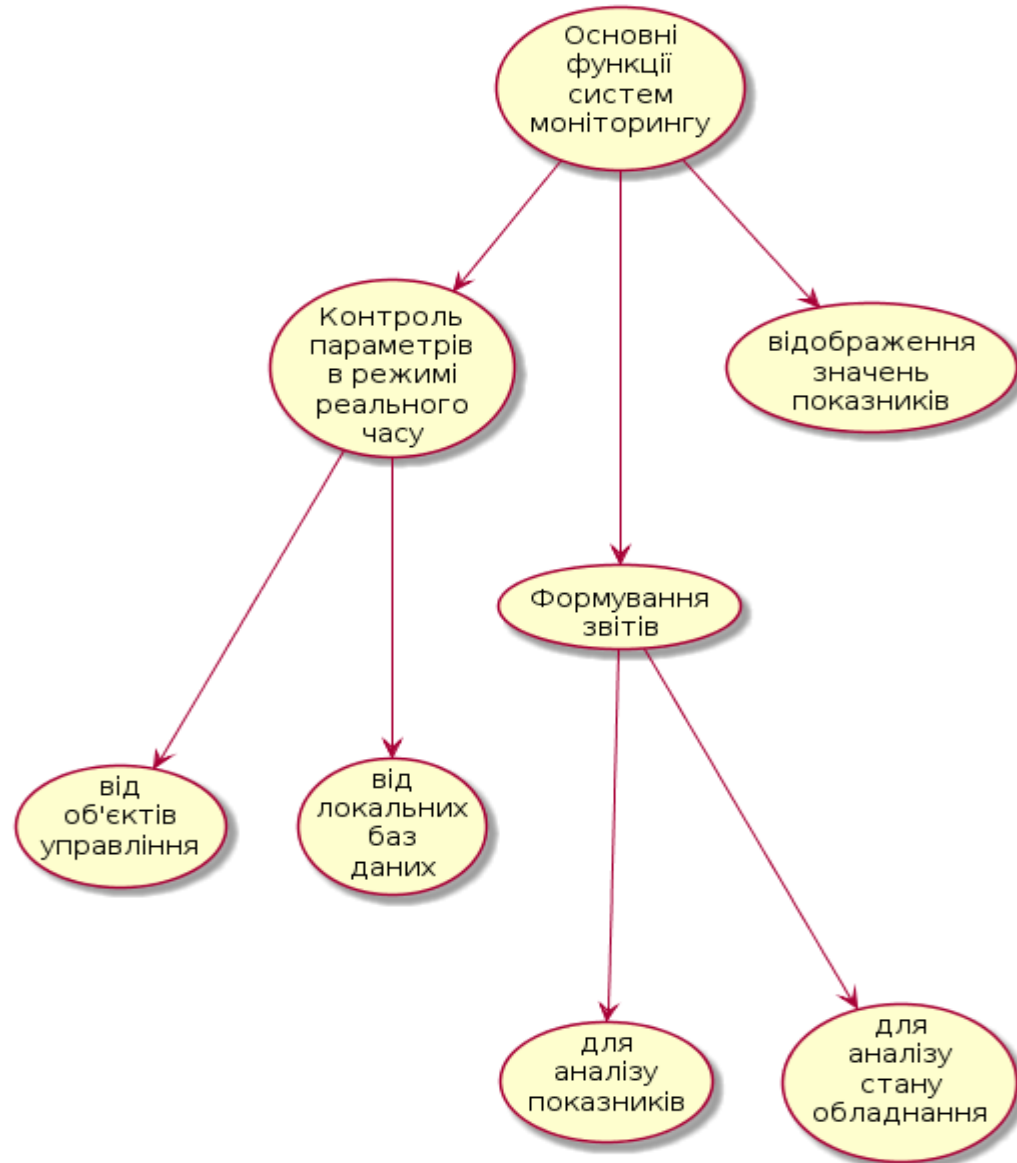 Основні
функції
систем
моніторингу
Контроль
параметрів
в режимі
реального
часу
відображення
значень
показників
Формування
звітів
від
об'єктів
управління
від
локальних
баз
даних
для
аналізу
показників
для
аналізу
стану
обладнання